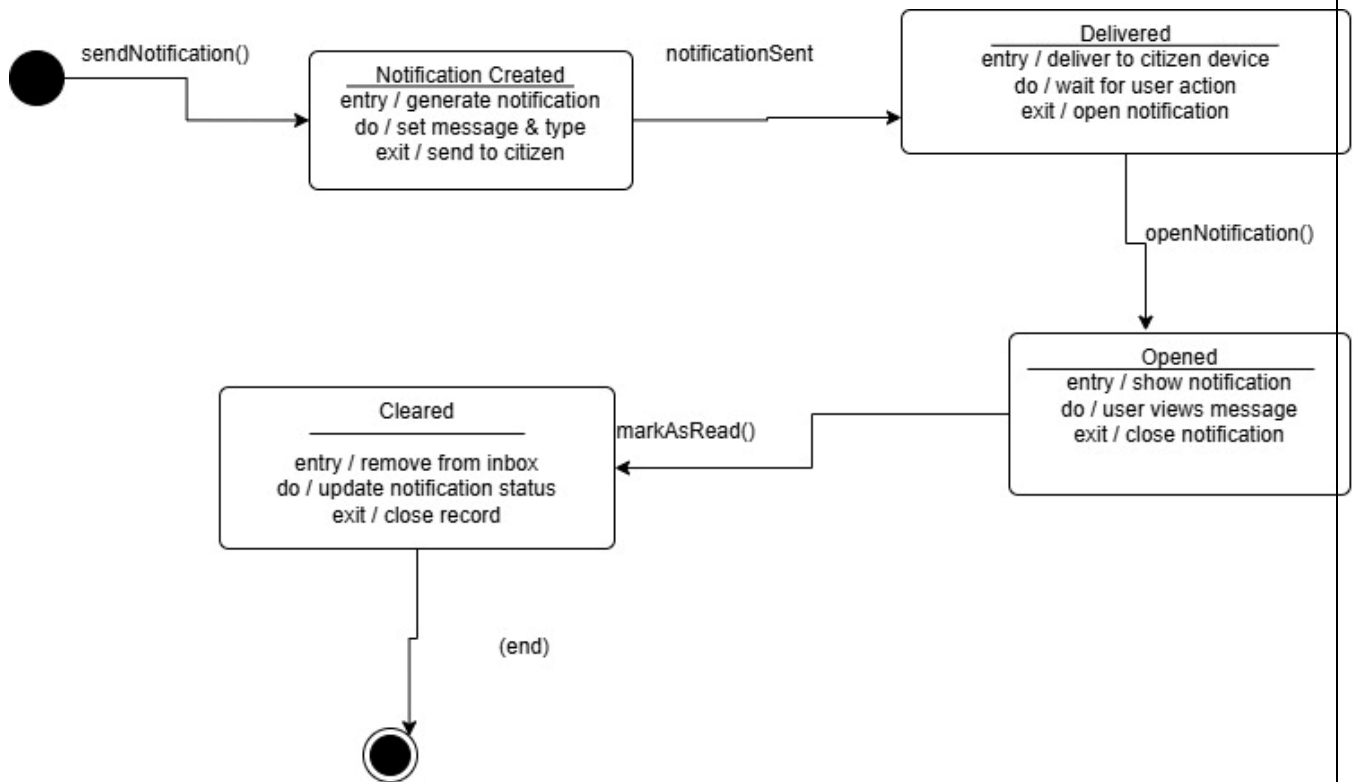 sendNotification()
Notification Created
entry / generate notification
do / set message & type
exit / send to citizen
notificationSent
Delivered
entry / deliver to citizen device
do / wait for user action
exit / open notification
openNotification()
Opened
entry / show notification
do / user views message
exit / close notification
markAsRead()
Cleared
entry / remove from inbox
do / update notification status
exit / close record
(end)